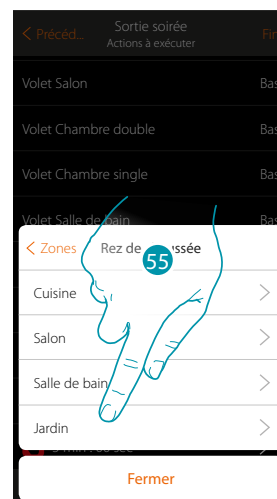 < Précéd... Sortie soirée Fin
Actions à exécuter
Volet Salon Bas
Volet Chambre double Bas
Volet Chambre single Bas
Volet Salle de bain Bas
< Zones Rez de ussée
55
Cuisine >
Salon >
Salle de bain >
Jardin >
Fermer